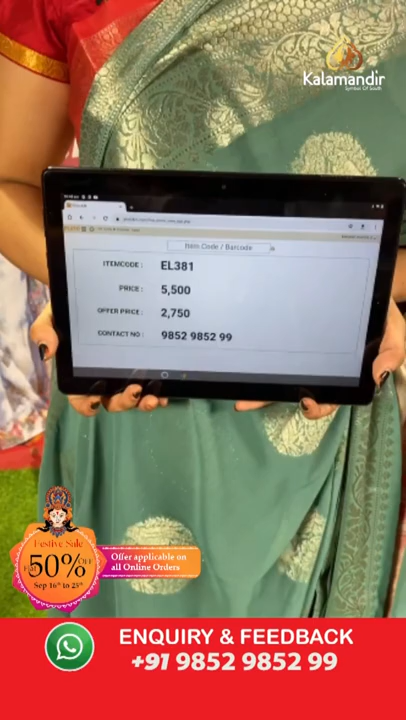 Kalamandir
Symbol Of South
Item Code / Barcode
ITEMCODE : EL381
PRICE : 5,500
OFFER PRICE : 2,750
CONTACT NO : 9852 9852 99
Festive Sale
Flat 50% OFF
Sep 16th to 25th
Offer applicable on
all Online Orders
ENQUIRY & FEEDBACK
+91 9852 9852 99